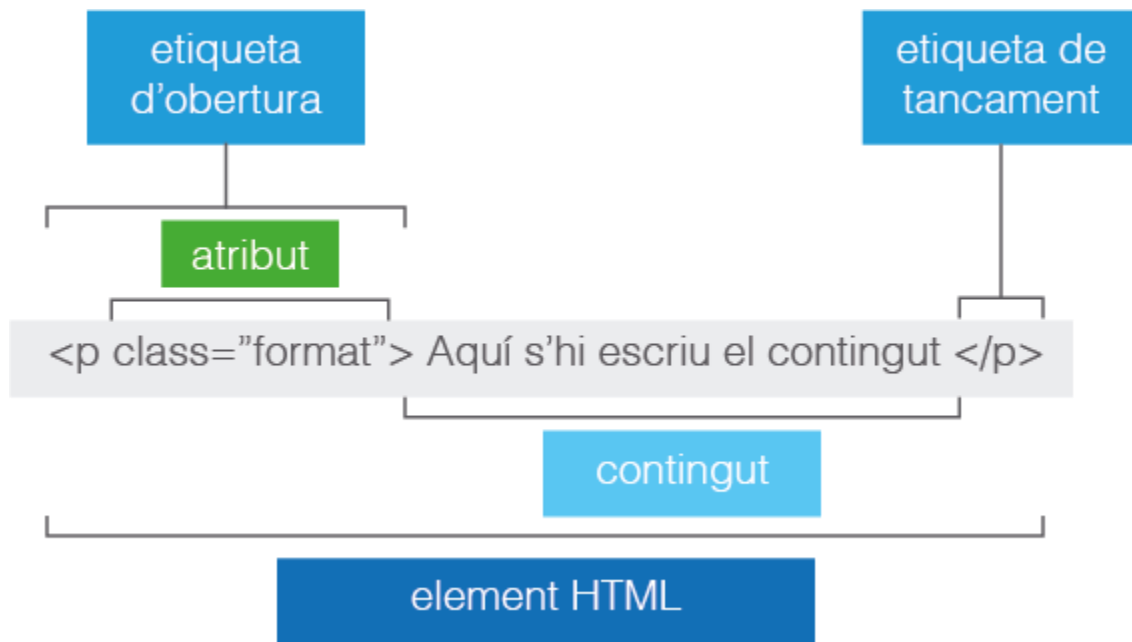 etiqueta
d’obertura
etiqueta de
tancament
atribut
<p class=”format”> Aquí s’hi escriu el contingut </p>
contingut
element HTML